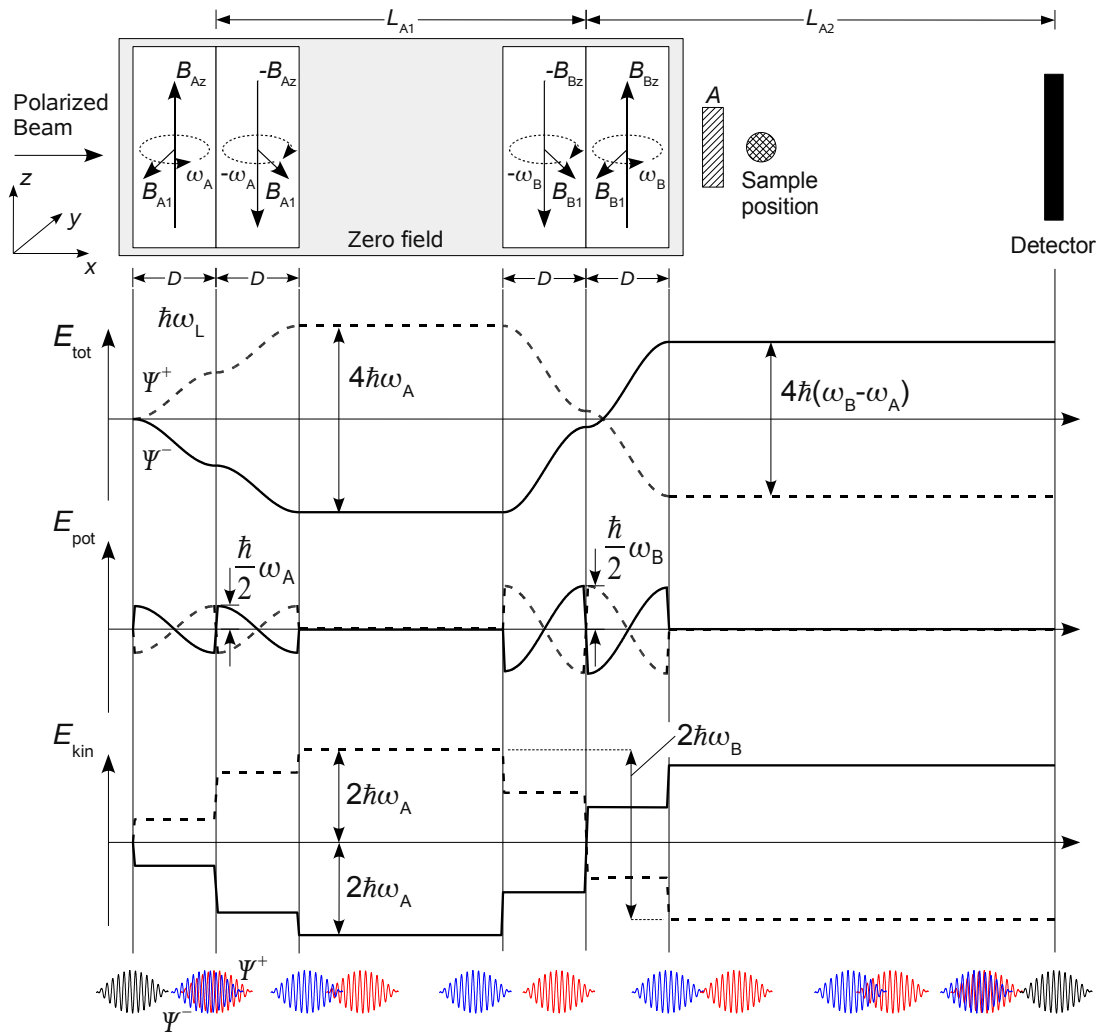 L_A1
L_A2
B_Az
-B_Az
-B_Bz
B_Bz
A
Polarized
Beam
ω_A
-ω_A
-ω_B
ω_B
B_A1
B_A1
B_B1
B_B1
Sample
position
z
y
x
Zero field
Detector
D
D
D
D
ħω_L
E_tot
Ψ⁺
4ħω_A
4ħ(ω_B-ω_A)
Ψ⁻
E_pot
ħ/2 ω_A
ħ/2 ω_B
E_kin
2ħω_B
2ħω_A
2ħω_A
Ψ⁺
Ψ⁻